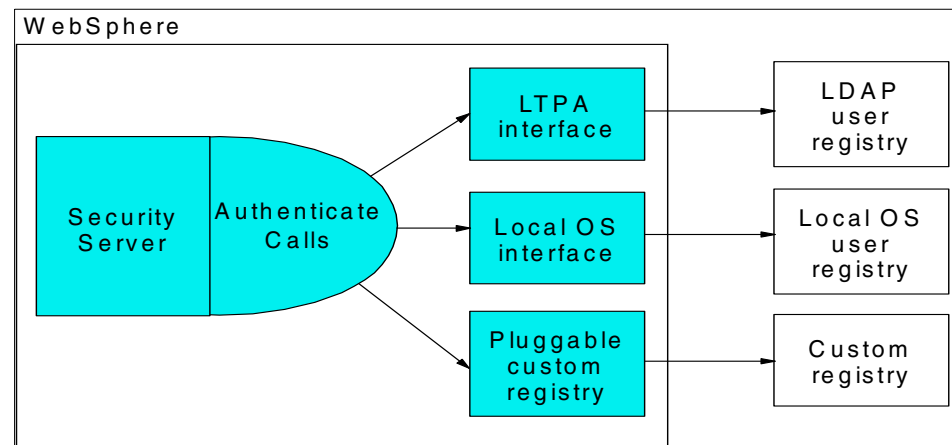 WebSphere
Security
Server
Authenticate
Calls
LTPA
interface
Local OS
interface
Pluggable
custom
registry
LDAP
user
registry
Local OS
user
registry
Custom
registry